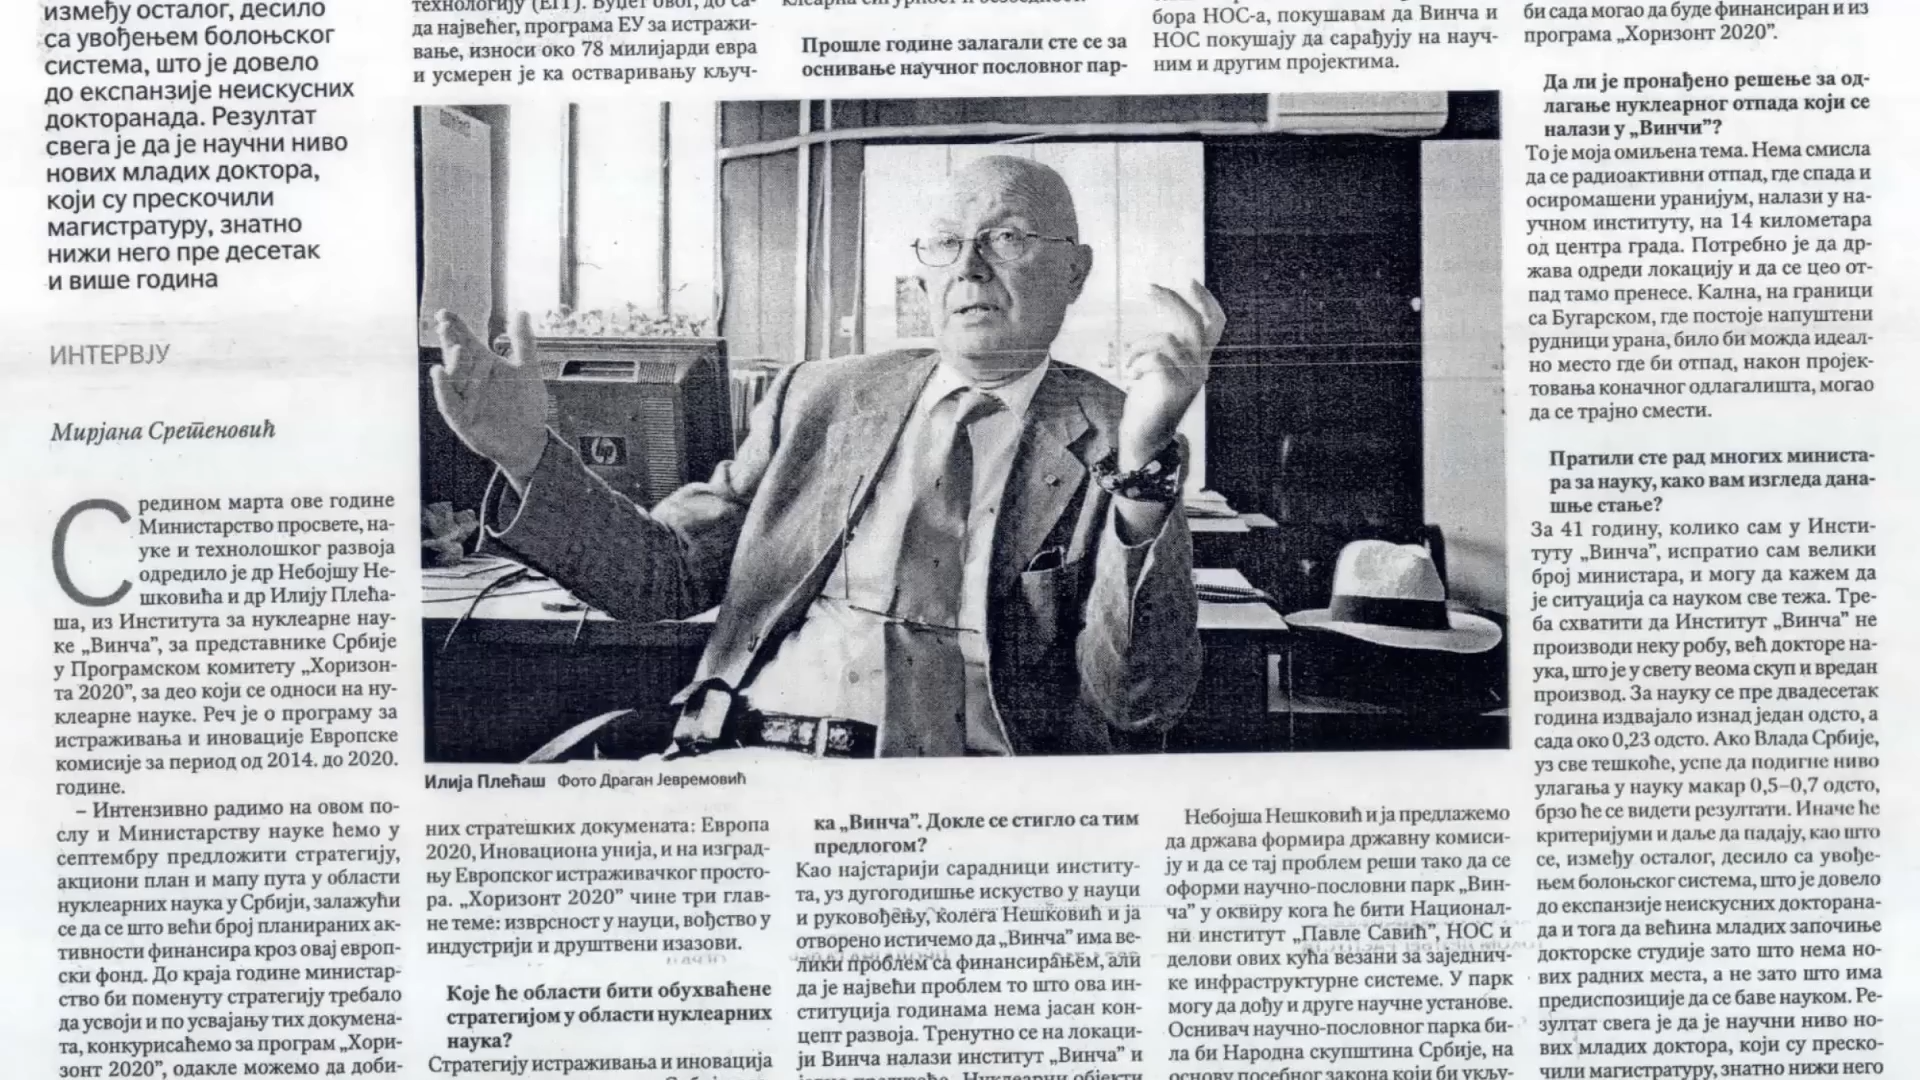 између осталог, десило
са увођењем болоњског
система, што је довело
до експанзије неискусних
докторанада. Резултат
свега је да је научни ниво
нових младих доктора,
који су прескочили
магистратуру, знатно
нижи него пре десетак
и више година
ИНТЕРВЈУ
Мирјана Сретеновић
Средином марта ове године
Министарство просвете, на-
уке и технолошког развоја
одредило је др Небојшу Не-
шковића и др Илију Плећа-
ша, из Института за нуклеарне нау-
ке „Винча”, за представнике Србије
у Програмском комитету „Хоризон-
та 2020”, за део који се односи на ну-
клеарне науке. Реч је о програму за
истраживања и иновације Европске
комисије за период од 2014. до 2020.
године.
– Интензивно радимо на овом по-
слу и Министарству науке ћемо у
септембру предложити стратегију,
акциони план и мапу пута у области
нуклеарних наука у Србији, залажући
се да се што већи број планираних ак-
тивности финансира кроз овај европ-
ски фонд. До краја године министар-
ство би поменуту стратегију требало
да усвоји и по усвајању тих докумена-
та, конкурисаћемо за програм „Хори-
зонт 2020”, одакле можемо да доби-
технологију (ЕІТ). Буџет овог, до са-
да највећег, програма ЕУ за истражи-
вање, износи око 78 милијарди евра
и усмерен је ка остваривању кључ-
Илија Плећаш Фото Драган Јевремовић
них стратешких докумената: Европа
2020, Иновациона унија, и на изград-
њу Европског истраживачког просто-
ра. „Хоризонт 2020” чине три глав-
не теме: изврсност у науци, вођство у
индустрији и друштвени изазови.
Које ће области бити обухваћене
стратегијом у области нуклеарних
наука?
Стратегију истраживања и иновација
Прошле године залагали сте се за
оснивање научног пословног пар-
ка „Винча”. Докле се стигло са тим
предлогом?
Као најстарији сарадници институ-
та, уз дугогодишње искуство у науци
и руковођењу, колега Нешковић и ја
отворено истичемо да „Винча” има ве-
лики проблем са финансирањем, али
да је највећи проблем то што ова ин-
ституција годинама нема јасан кон-
цепт развоја. Тренутно се на локаци-
ји Винча налази институт „Винча” и
Нуклеарни објекти
бора НОС-а, покушавам да Винча и
НОС покушају да сарађују на науч-
ним и другим пројектима.
Небојша Нешковић и ја предлажемо
да држава формира државну комиси-
ју и да се тај проблем реши тако да се
оформи научно-пословни парк „Вин-
ча” у оквиру кога ће бити Национал-
ни институт „Павле Савић”, НОС и
делови ових кућа везани за заједнич-
ке инфраструктурне системе. У парк
могу да дођу и друге научне установе.
Оснивач научно-пословног парка би-
ла би Народна скупштина Србије, на
основу посебног закона који би укљу-
би сада могао да буде финансиран и из
програма „Хоризонт 2020”.
Да ли је пронађено решење за од-
лагање нуклеарног отпада који се
налази у „Винчи”?
То је моја омиљена тема. Нема смисла
да се радиоактивни отпад, где спада и
осиромашени уранијум, налази у на-
учном институту, на 14 километара
од центра града. Потребно је да др-
жава одреди локацију и да се цео от-
пад тамо пренесе. Кална, на граници
са Бугарском, где постоје напуштени
рудници урана, било би можда идеал-
но место где би отпад, након пројек-
товања коначног одлагалишта, могао
да се трајно смести.
Пратили сте рад многих министа-
ра за науку, како вам изгледа дана-
шње стање?
За 41 годину, колико сам у Инсти-
туту „Винча”, испратио сам велики
број министара, и могу да кажем да
је ситуација са науком све тежа. Тре-
ба схватити да Институт „Винча” не
производи неку робу, већ докторе на-
ука, што је у свету веома скуп и вредан
производ. За науку се пре двадесетак
година издвајало изнад један одсто, а
сада око 0,23 одсто. Ако Влада Србије,
уз све тешкоће, успе да подигне ниво
улагања у науку макар 0,5–0,7 одсто,
брзо ће се видети резултати. Иначе ће
критеријуми и даље да падају, као што
се, између осталог, десило са увође-
њем болоњског система, што је довело
до експанзије неискусних докторана-
да и тога да већина младих започиње
докторске студије зато што нема но-
вих радних места, а не зато што има
предиспозиције да се баве науком. Ре-
зултат свега је да је научни ниво но-
вих младих доктора, који су преско-
чили магистратуру, знатно нижи него
hp